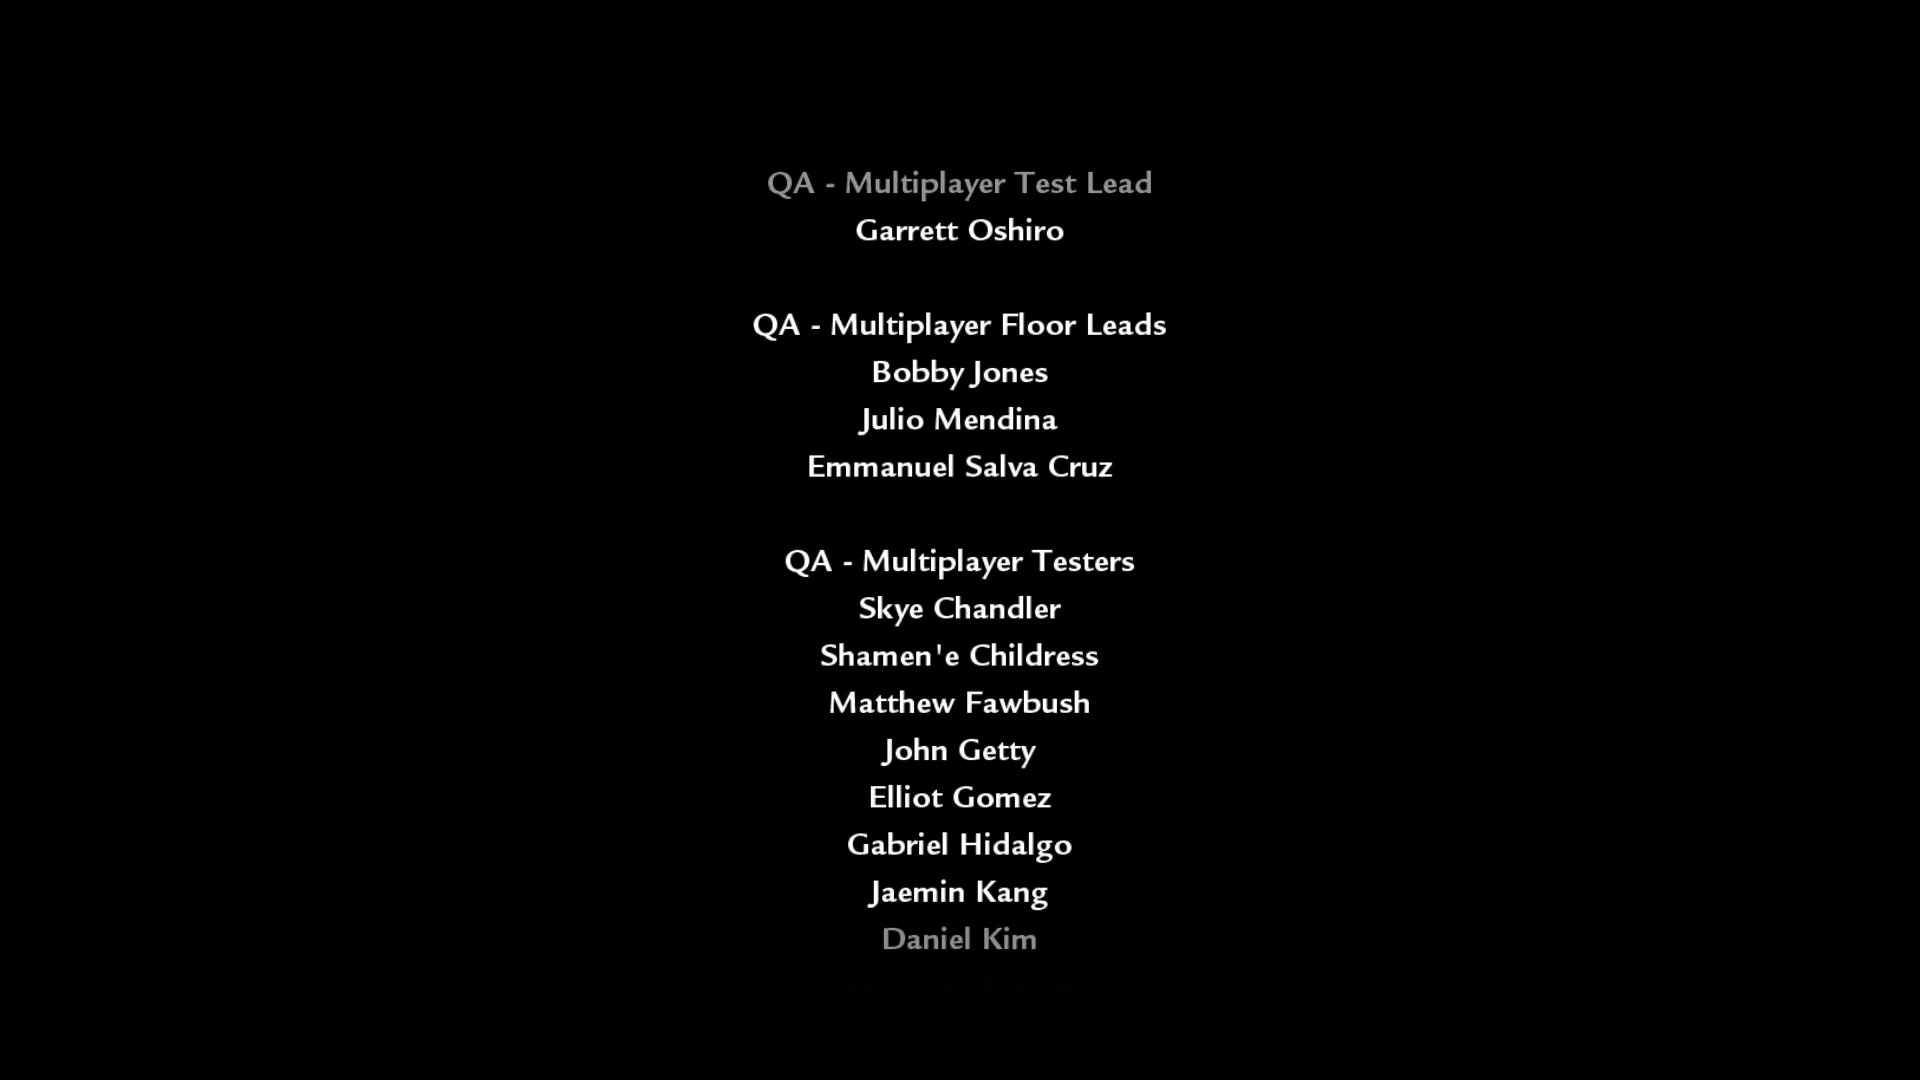 QA - Multiplayer Test Lead
Garrett Oshiro
QA - Multiplayer Floor Leads
Bobby Jones
Julio Mendina
Emmanuel Salva Cruz
QA - Multiplayer Testers
Skye Chandler
Shamen'e Childress
Matthew Fawbush
John Getty
Elliot Gomez
Gabriel Hidalgo
Jaemin Kang
Daniel Kim